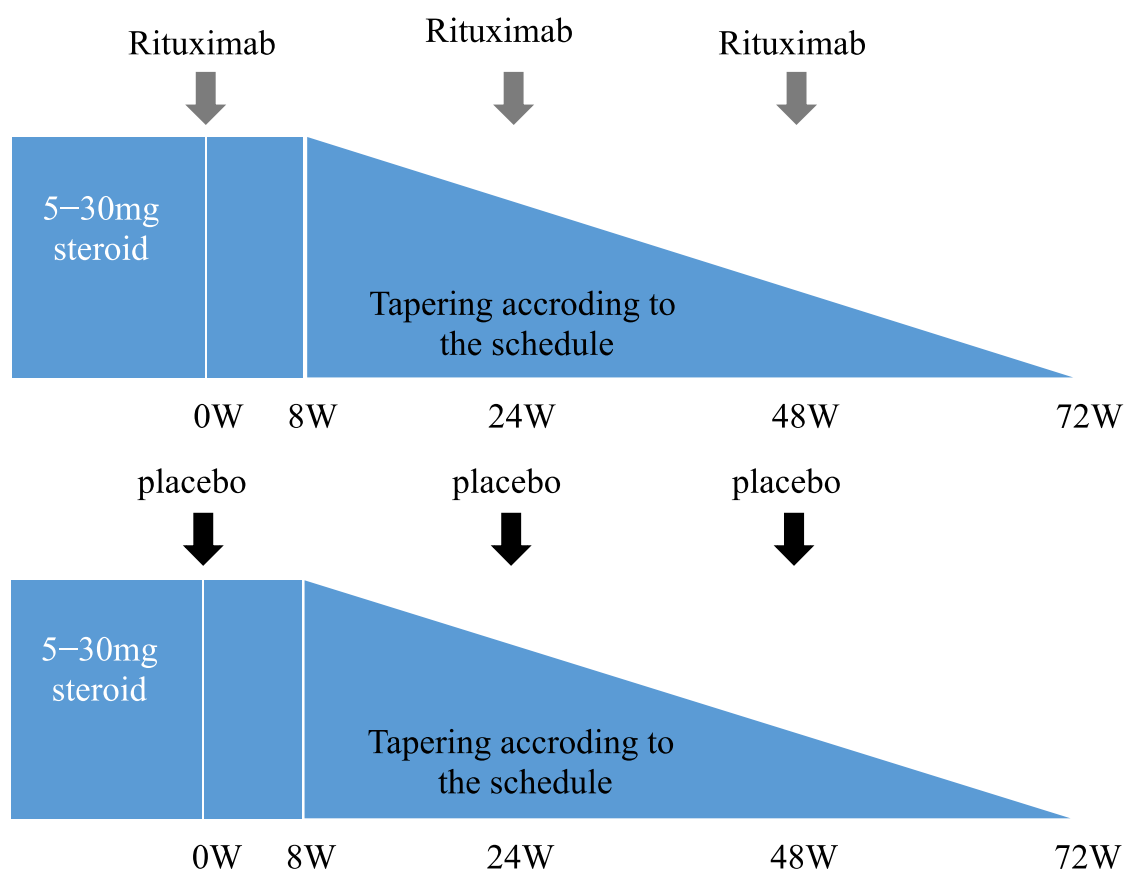 Rituximab
Rituximab
Rituximab
5−30mg
steroid
Tapering accroding to
the schedule
0W
8W
24W
48W
72W
placebo
placebo
placebo
5−30mg
steroid
Tapering accroding to
the schedule
0W
8W
24W
48W
72W